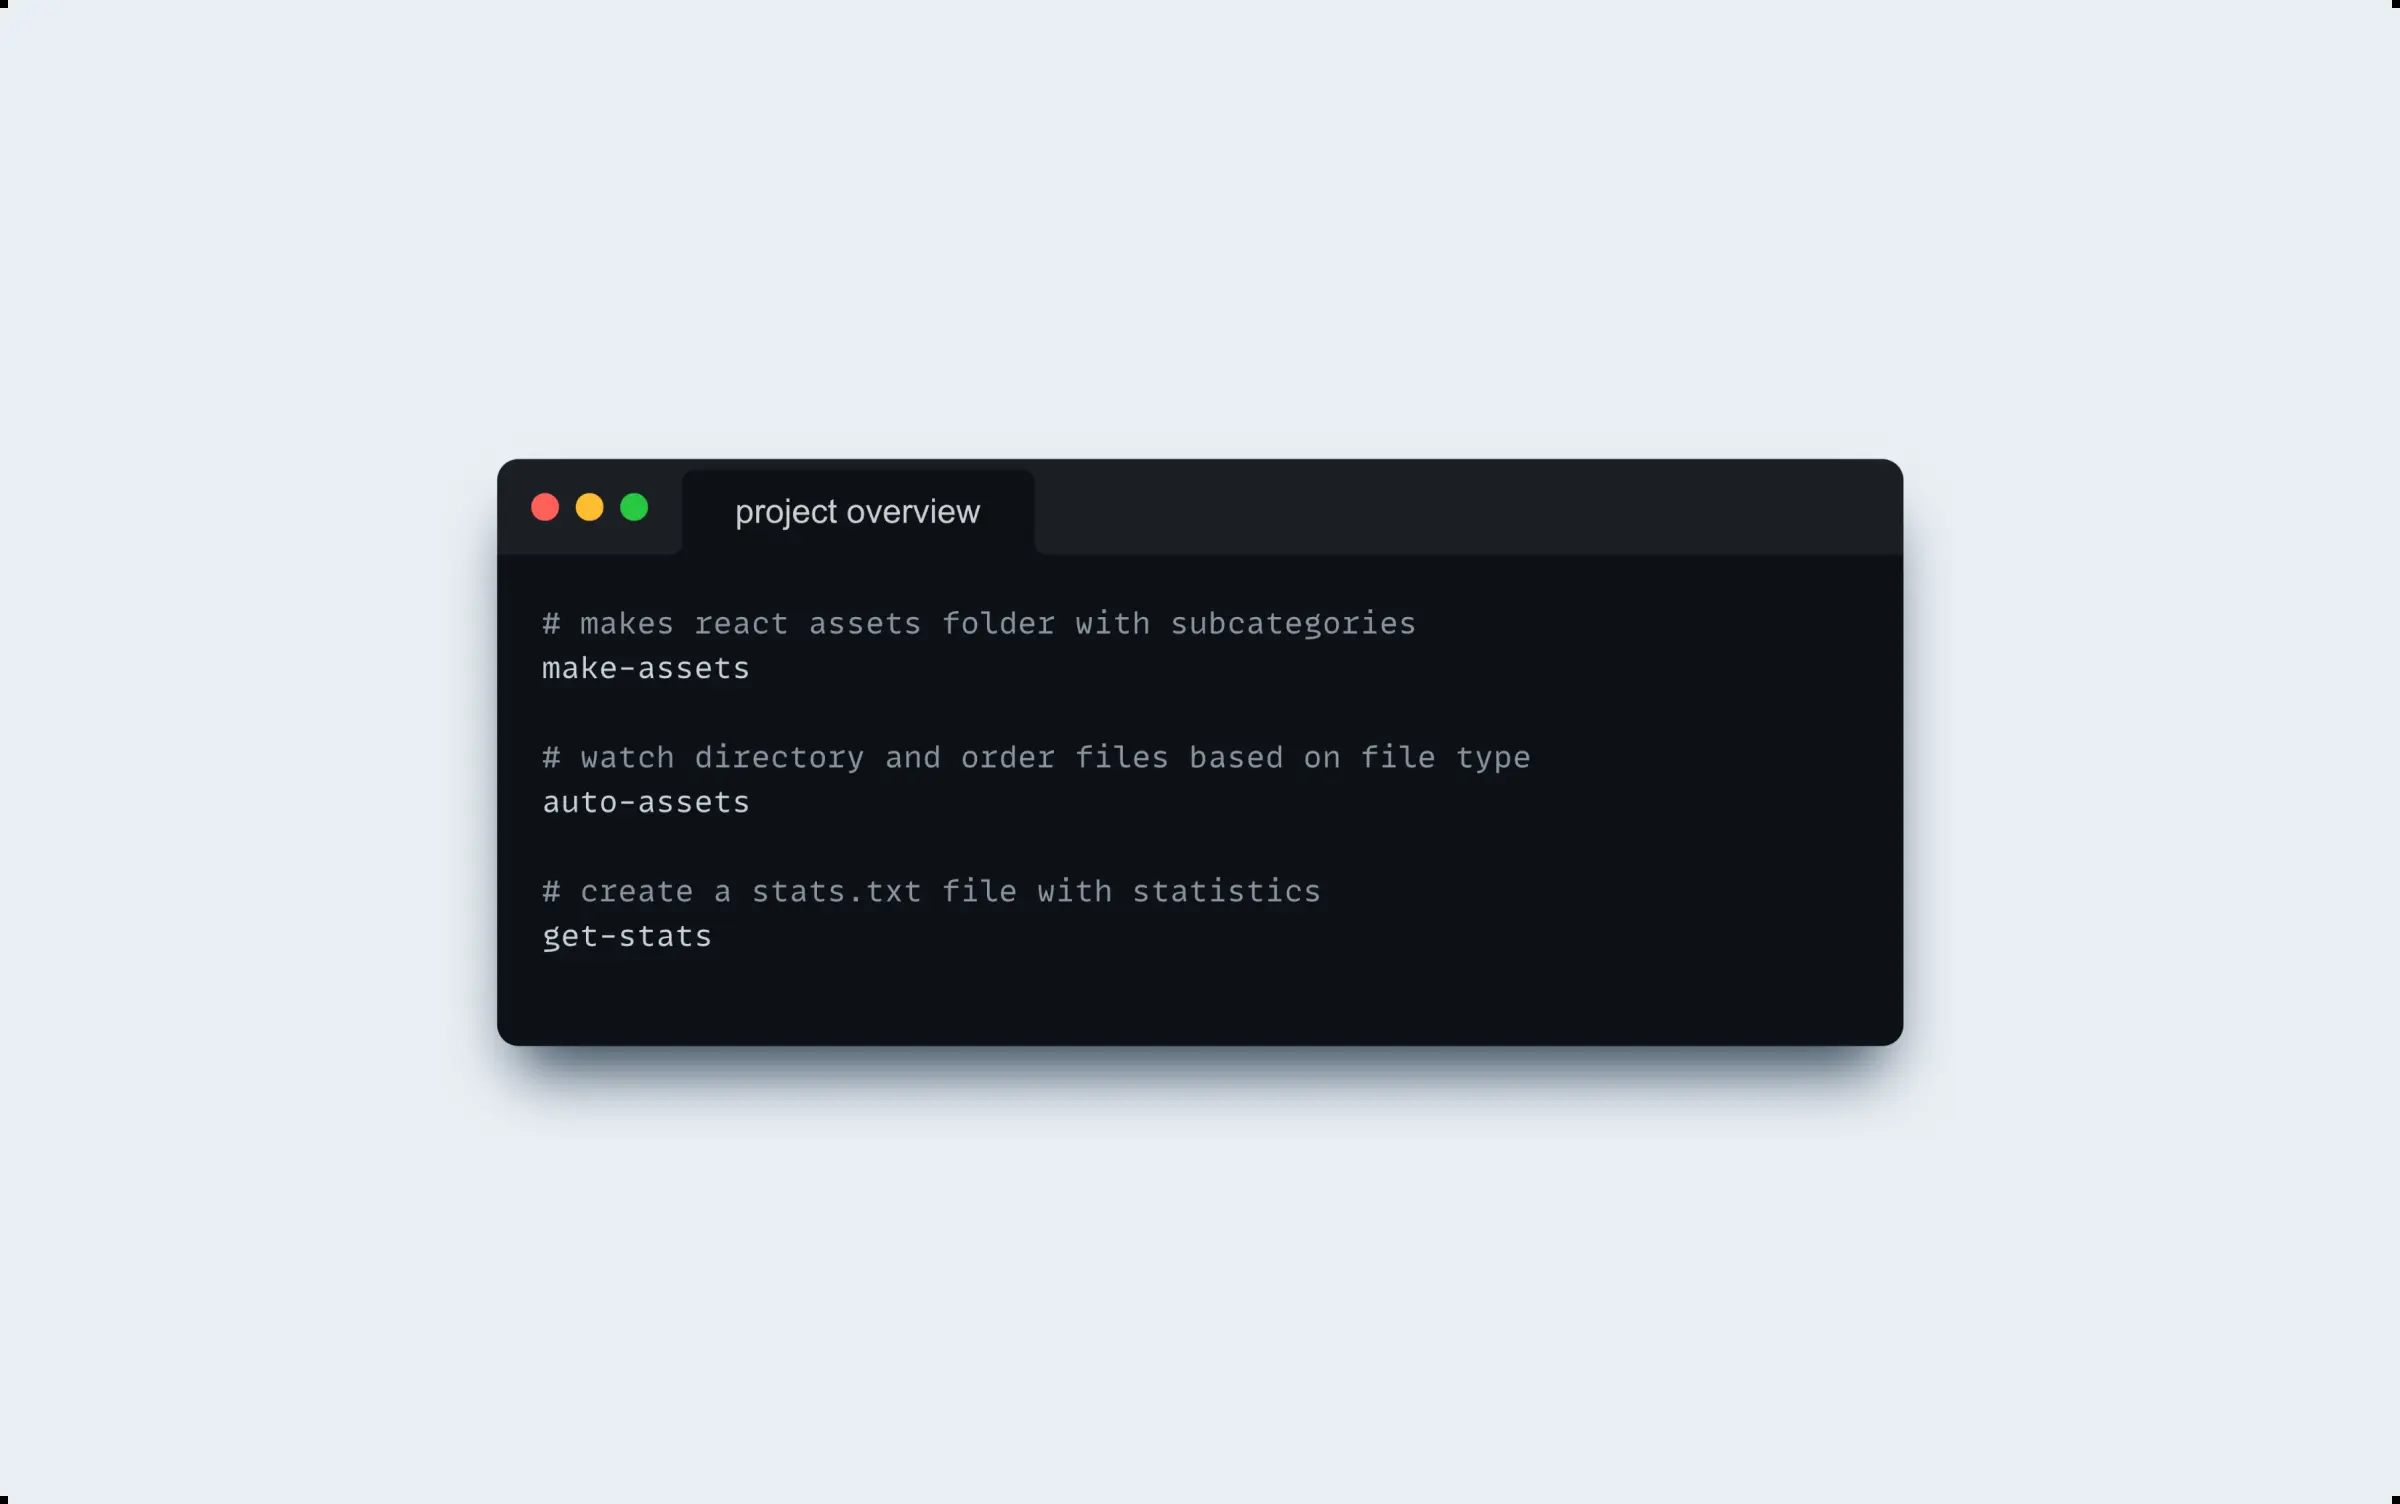 project overview
# makes react assets folder with subcategories
make-assets
# watch directory and order files based on file type
auto-assets
# create a stats.txt file with statistics
get-stats